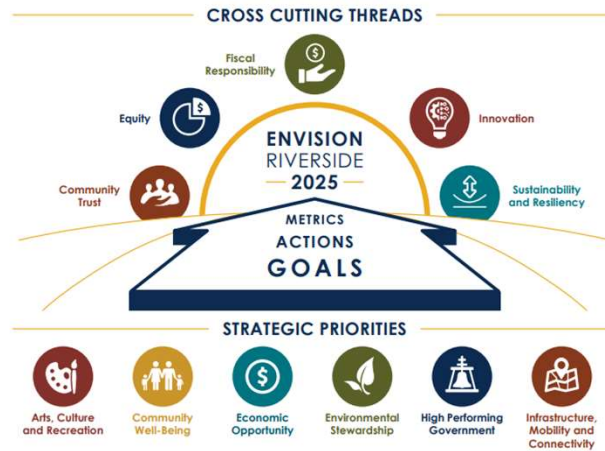 CROSS CUTTING THREADS
Fiscal
Responsibility
Equity
Innovation
Community
Trust
Sustainability
and Resiliency
ENVISION
RIVERSIDE
2025
METRICS
ACTIONS
GOALS
STRATEGIC PRIORITIES
Arts, Culture
and Recreation
Community
Well-Being
Economic
Opportunity
Environmental
Stewardship
High Performing
Government
Infrastructure,
Mobility and
Connectivity